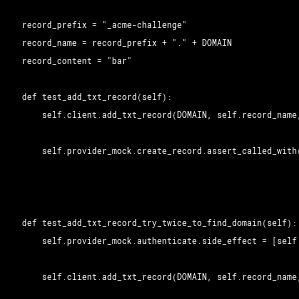 record_prefix = "_acme-challenge"
record_name = record_prefix + "." + DOMAIN
record_content = "bar"
def test_add_txt_record(self):
self.client.add_txt_record(DOMAIN, self.record_name,
self.provider_mock.create_record.assert_called_with(
def test_add_txt_record_try_twice_to_find_domain(self):
self.provider_mock.authenticate.side_effect = [self
self.client.add_txt_record(DOMAIN, self.record_name,